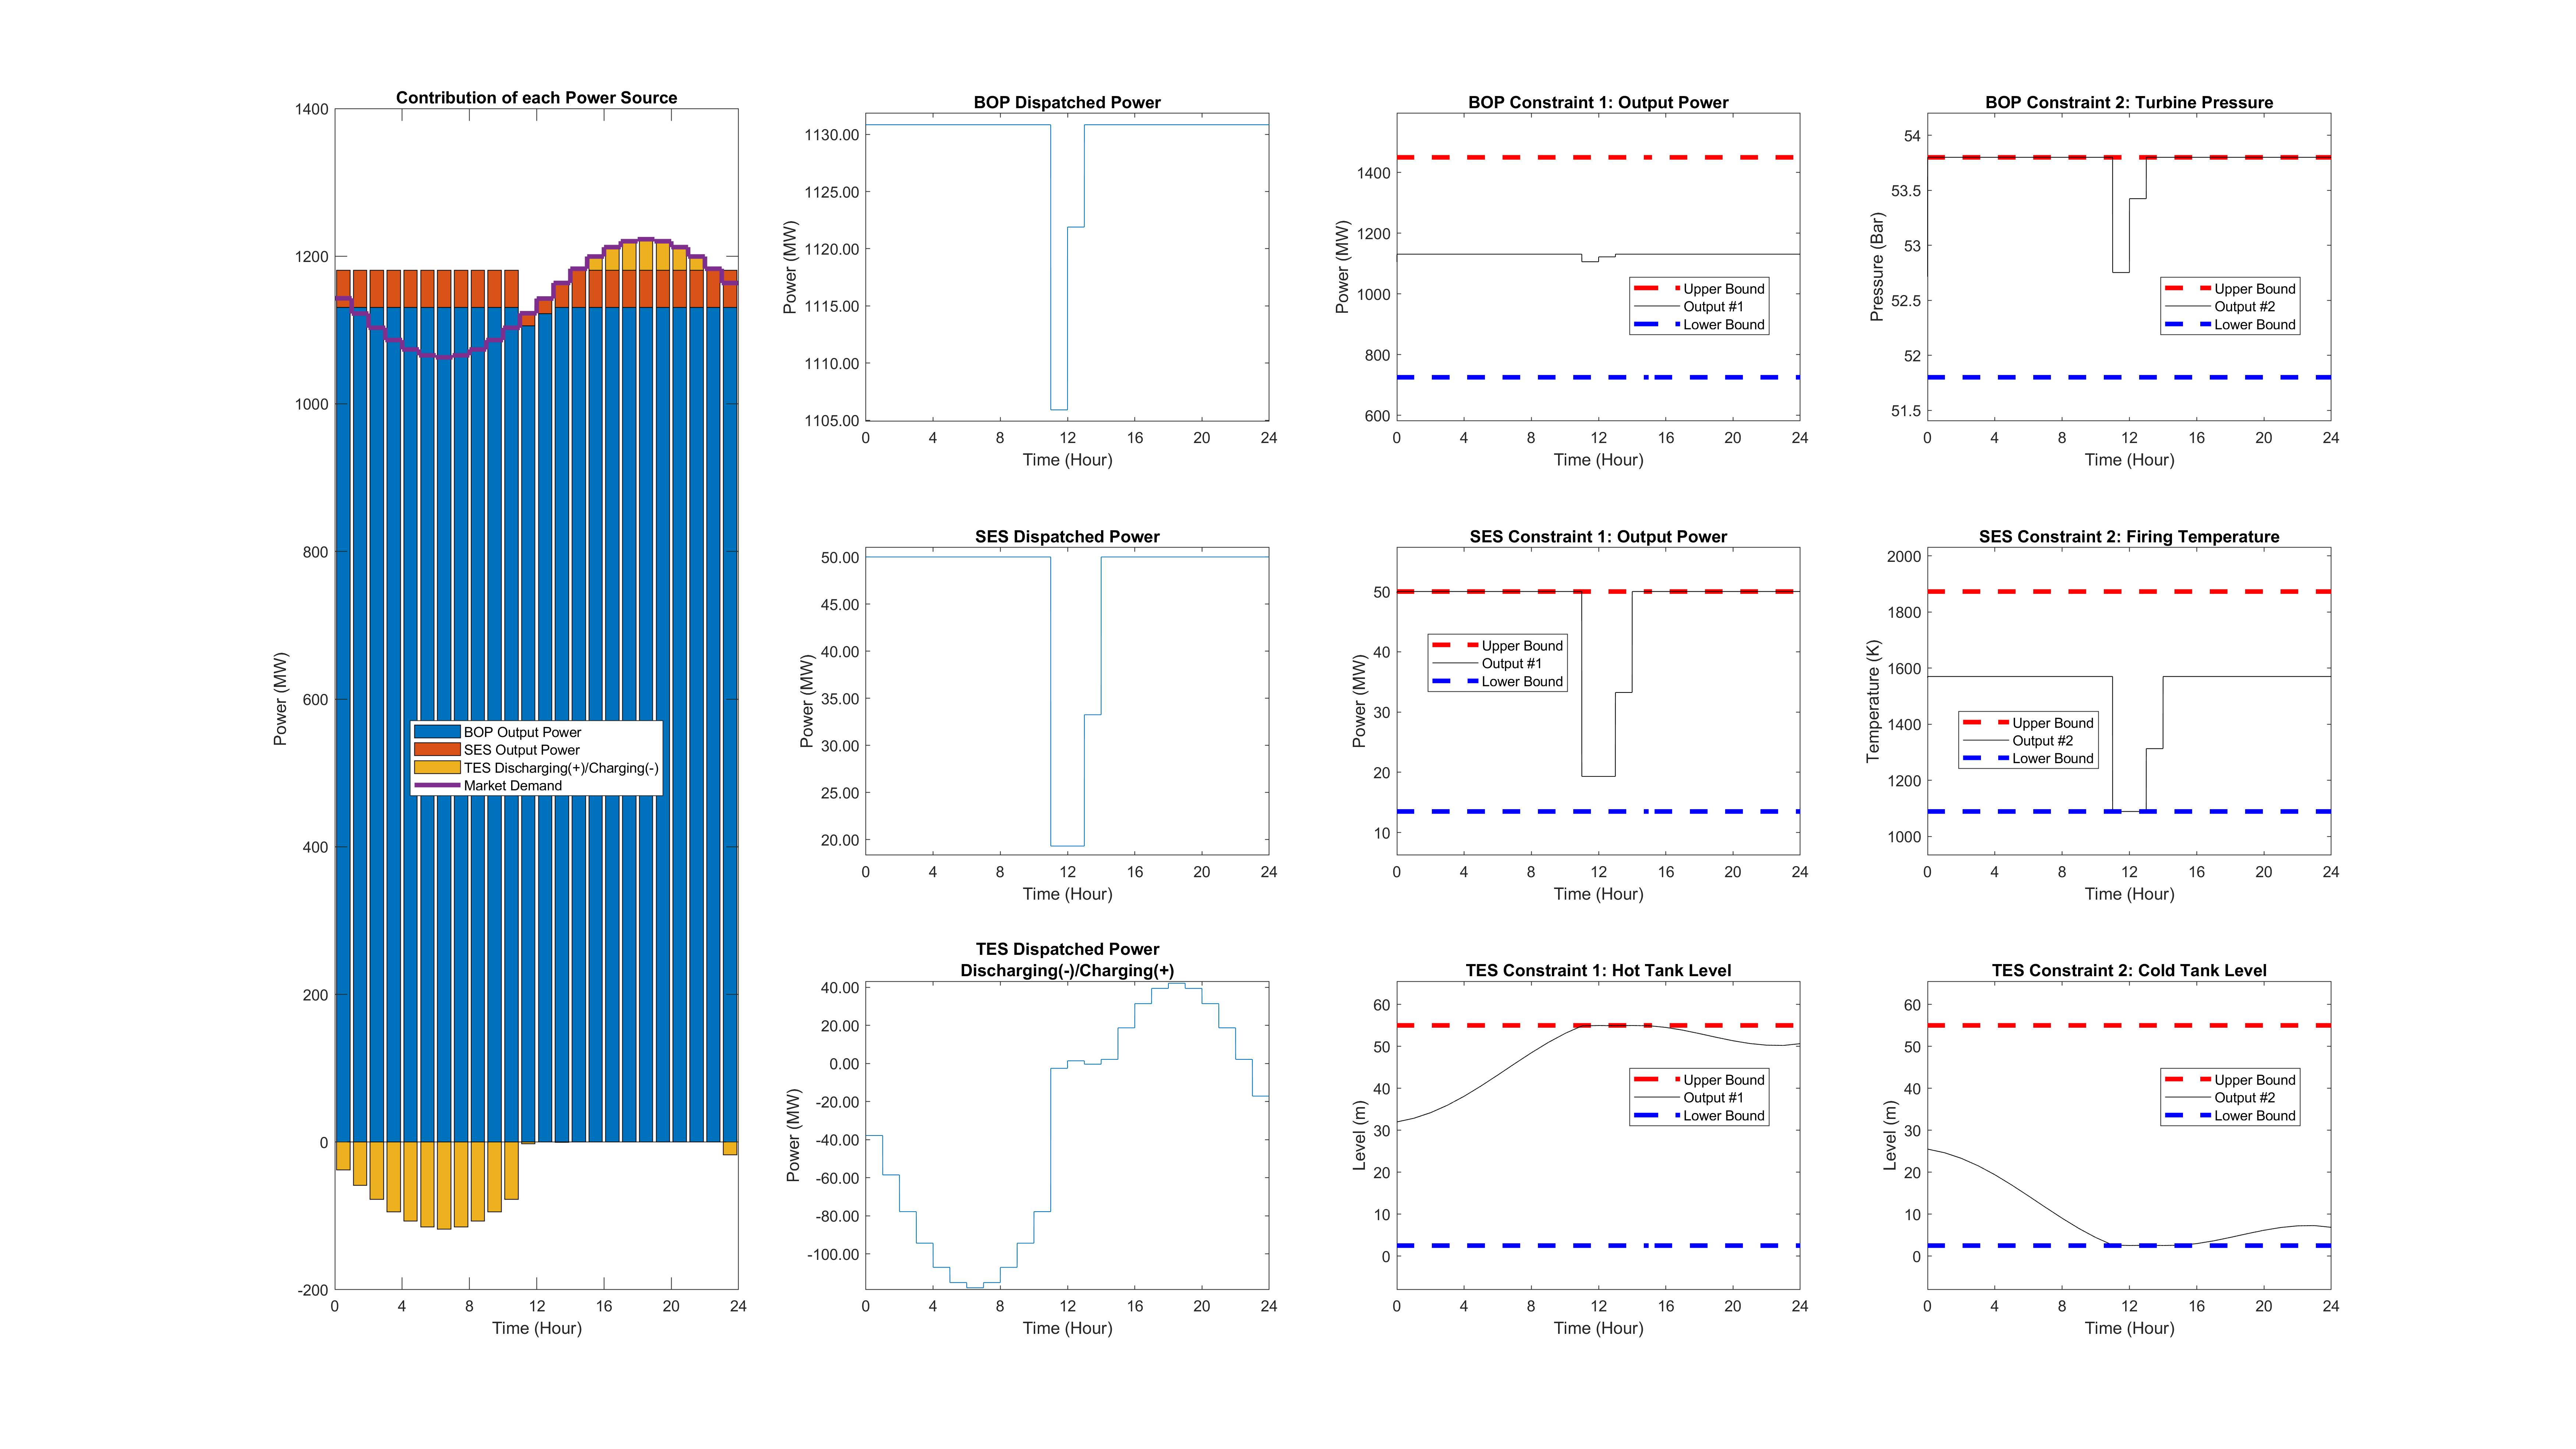 Contribution of each Power Source
1400
1200
1000
800
600
400
200
0
-200
0 4 8 12 16 20 24
Power (MW)
Time (Hour)
BOP Output Power
SES Output Power
TES Discharging(+)/Charging(-)
Market Demand
BOP Dispatched Power
1130.00
1125.00
1120.00
1115.00
1110.00
1105.00
0 4 8 12 16 20 24
Power (MW)
Time (Hour)
BOP Constraint 1: Output Power
1400
1200
1000
800
600
0 4 8 12 16 20 24
Power (MW)
Time (Hour)
Upper Bound
Output #1
Lower Bound
BOP Constraint 2: Turbine Pressure
54
53.5
53
52.5
52
51.5
0 4 8 12 16 20 24
Pressure (Bar)
Time (Hour)
Upper Bound
Output #2
Lower Bound
SES Dispatched Power
50.00
45.00
40.00
35.00
30.00
25.00
20.00
0 4 8 12 16 20 24
Power (MW)
Time (Hour)
SES Constraint 1: Output Power
50
40
30
20
10
0 4 8 12 16 20 24
Power (MW)
Time (Hour)
Upper Bound
Output #1
Lower Bound
SES Constraint 2: Firing Temperature
2000
1800
1600
1400
1200
1000
0 4 8 12 16 20 24
Temperature (K)
Time (Hour)
Upper Bound
Output #2
Lower Bound
TES Dispatched Power
Discharging(-)/Charging(+)
40.00
20.00
0.00
-20.00
-40.00
-60.00
-80.00
-100.00
0 4 8 12 16 20 24
Power (MW)
Time (Hour)
TES Constraint 1: Hot Tank Level
60
50
40
30
20
10
0
0 4 8 12 16 20 24
Level (m)
Time (Hour)
Upper Bound
Output #1
Lower Bound
TES Constraint 2: Cold Tank Level
60
50
40
30
20
10
0
0 4 8 12 16 20 24
Level (m)
Time (Hour)
Upper Bound
Output #2
Lower Bound